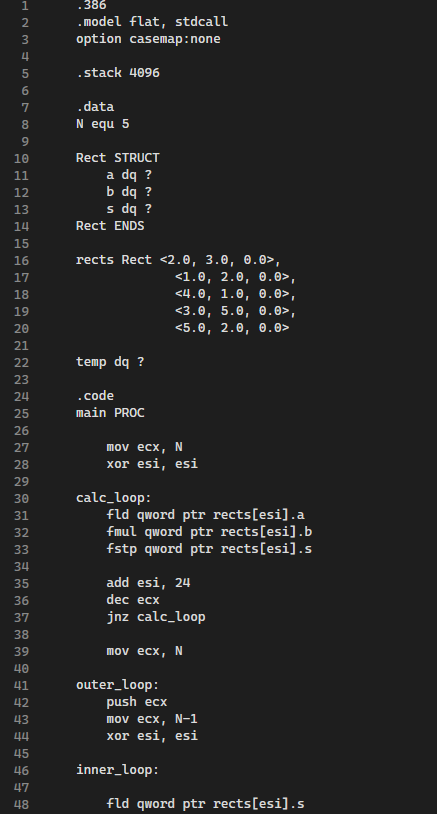 1 .386
2 .model flat, stdcall
3 option casemap:none
4
5 .stack 4096
6
7 .data
8 N equ 5
9
10 Rect STRUCT
11 a dq ?
12 b dq ?
13 s dq ?
14 Rect ENDS
15
16 rects Rect <2.0, 3.0, 0.0>,
17 <1.0, 2.0, 0.0>,
18 <4.0, 1.0, 0.0>,
19 <3.0, 5.0, 0.0>,
20 <5.0, 2.0, 0.0>
21
22 temp dq ?
23
24 .code
25 main PROC
26
27 mov ecx, N
28 xor esi, esi
29
30 calc_loop:
31 fld qword ptr rects[esi].a
32 fmul qword ptr rects[esi].b
33 fstp qword ptr rects[esi].s
34
35 add esi, 24
36 dec ecx
37 jnz calc_loop
38
39 mov ecx, N
40
41 outer_loop:
42 push ecx
43 mov ecx, N-1
44 xor esi, esi
45
46 inner_loop:
47
48 fld qword ptr rects[esi].s